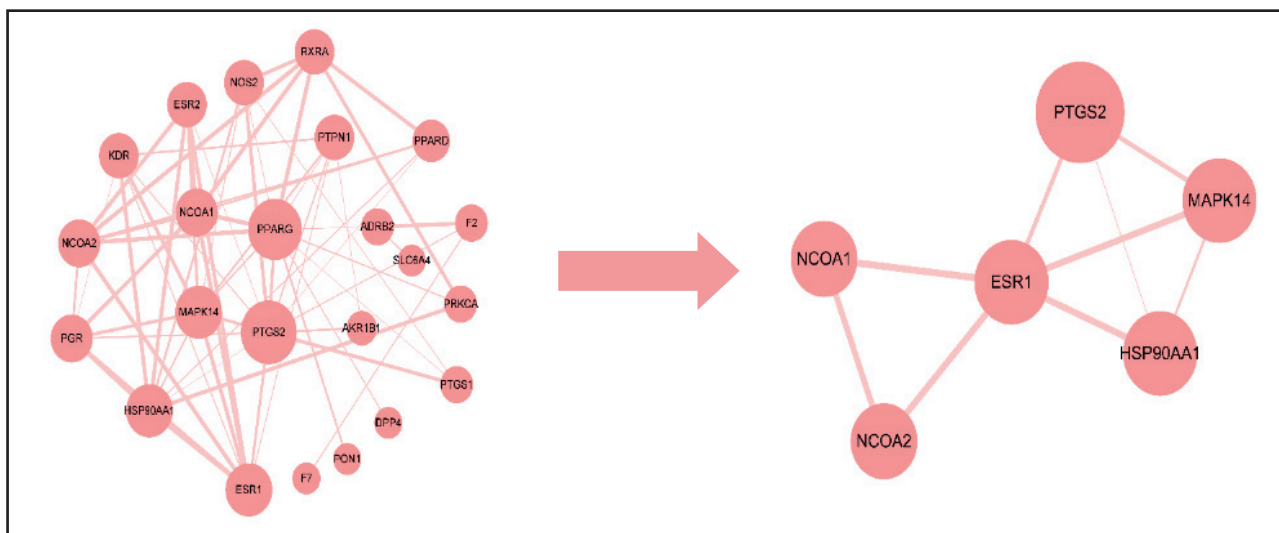 RXRA
NOS2
ESR2
PTPN1
PPARD
KDR
NCOA1
PPARG
ADRB2
F2
NCOA2
SLC6A4
PRKCA
MAPK14
PTGS2
AKR1B1
PGR
PTGS1
HSP90AA1
DPP4
PON1
F7
ESR1
PTGS2
MAPK14
NCOA1
ESR1
HSP90AA1
NCOA2